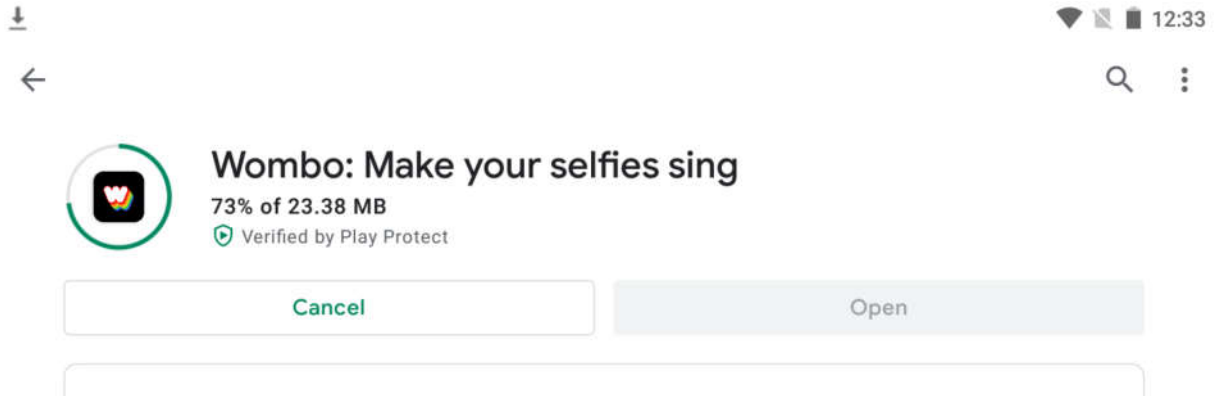 12:33
Wombo: Make your selfies sing
73% of 23.38 MB
Verified by Play Protect
Cancel
Open